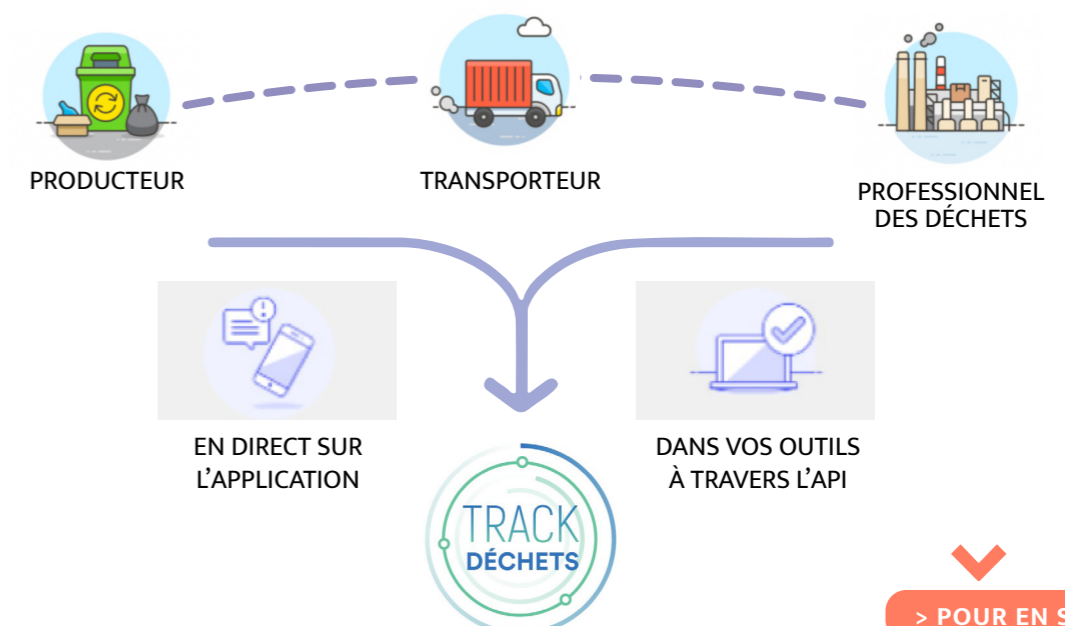 PRODUCTEUR
TRANSPORTEUR
PROFESSIONNEL
DES DÉCHETS
EN DIRECT SUR
L'APPLICATION
DANS VOS OUTILS
À TRAVERS L'API
TRACK
DÉCHETS
> POUR EN S